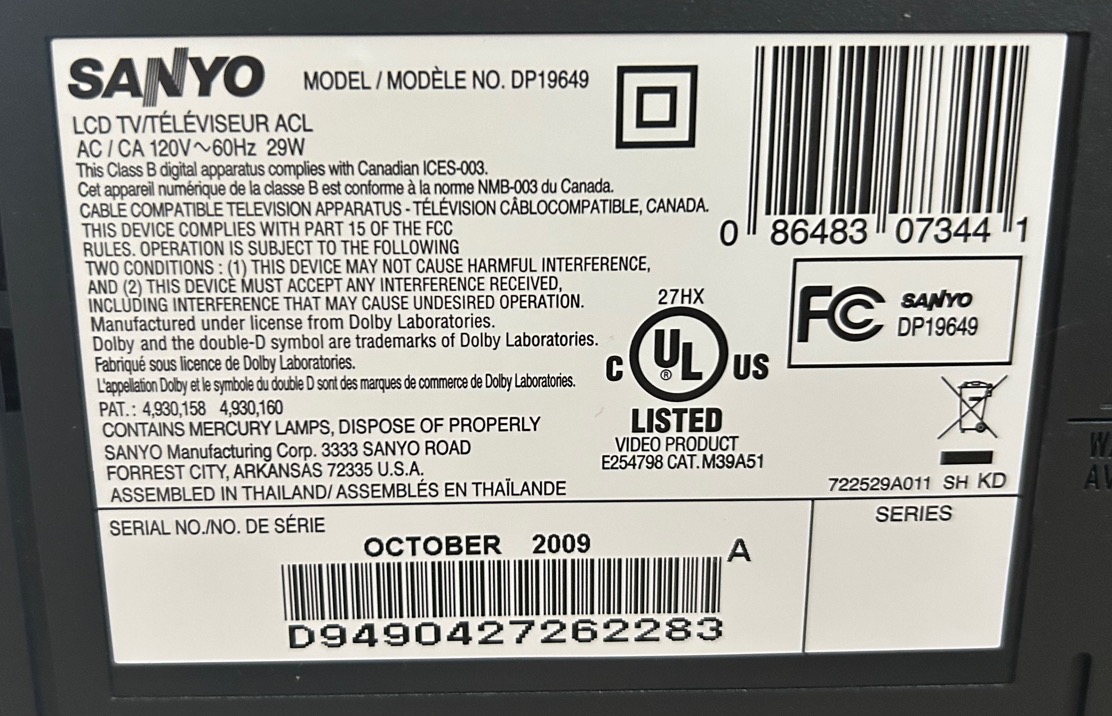 SANYO MODEL / MODÈLE NO. DP19649
LCD TV/TÉLÉVISEUR ACL
AC / CA 120V～60Hz 29W
This Class B digital apparatus complies with Canadian ICES-003.
Cet appareil numérique de la classe B est conforme à la norme NMB-003 du Canada.
CABLE COMPATIBLE TELEVISION APPARATUS - TÉLÉVISION CÂBLOCOMPATIBLE, CANADA.
THIS DEVICE COMPLIES WITH PART 15 OF THE FCC
RULES. OPERATION IS SUBJECT TO THE FOLLOWING
TWO CONDITIONS : (1) THIS DEVICE MAY NOT CAUSE HARMFUL INTERFERENCE,
AND (2) THIS DEVICE MUST ACCEPT ANY INTERFERENCE RECEIVED,
INCLUDING INTERFERENCE THAT MAY CAUSE UNDESIRED OPERATION.
Manufactured under license from Dolby Laboratories.
Dolby and the double-D symbol are trademarks of Dolby Laboratories.
Fabriqué sous licence de Dolby Laboratories.
L'appellation Dolby et le symbole du double D sont des marques de commerce de Dolby Laboratories.
PAT. : 4,930,158 4,930,160
CONTAINS MERCURY LAMPS, DISPOSE OF PROPERLY
SANYO Manufacturing Corp. 3333 SANYO ROAD
FORREST CITY, ARKANSAS 72335 U.S.A.
ASSEMBLED IN THAILAND/ ASSEMBLÉS EN THAÏLANDE
0 86483 07344 1
27HX
C UL ® US
LISTED
VIDEO PRODUCT
E254798 CAT. M39A51
FC SANYO
DP19649
722529A011 SH KD
SERIAL NO./NO. DE SÉRIE
OCTOBER 2009 A
D9490427262283
SERIES